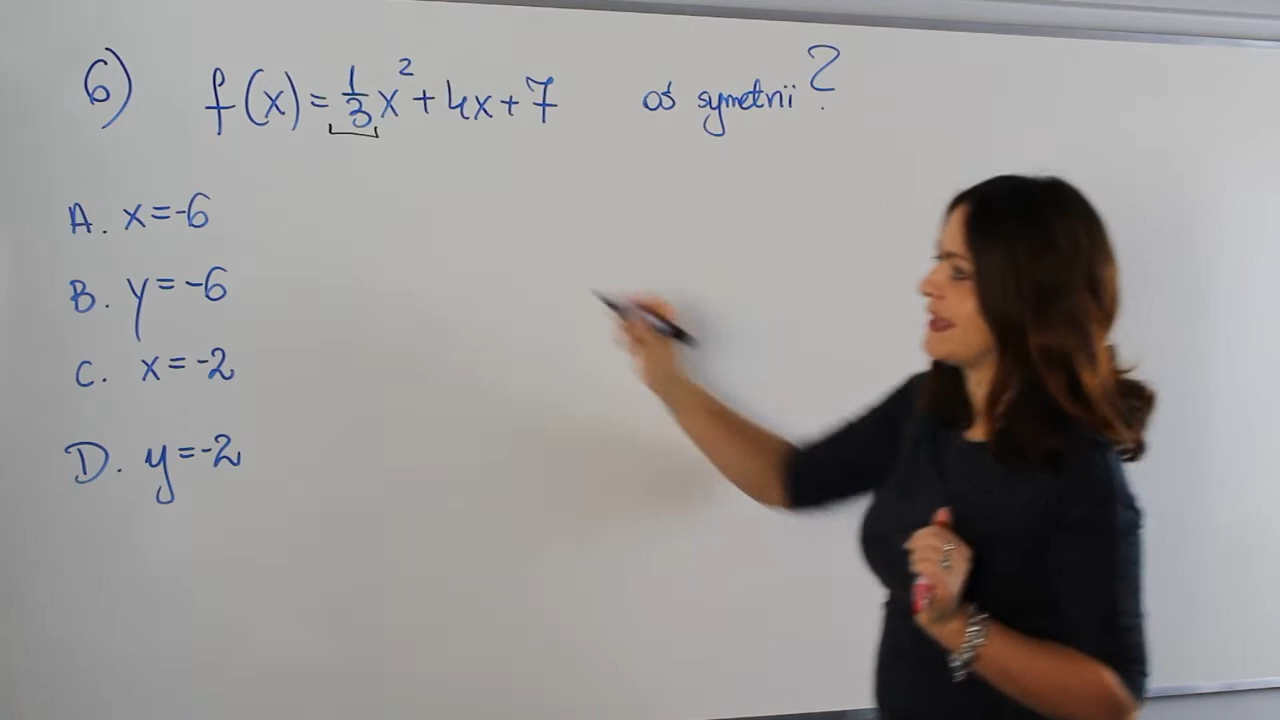 6) f(x) = 1/3 x² + 4x + 7 oś symetrii ?
A. x = -6
B. y = -6
C. x = -2
D. y = -2